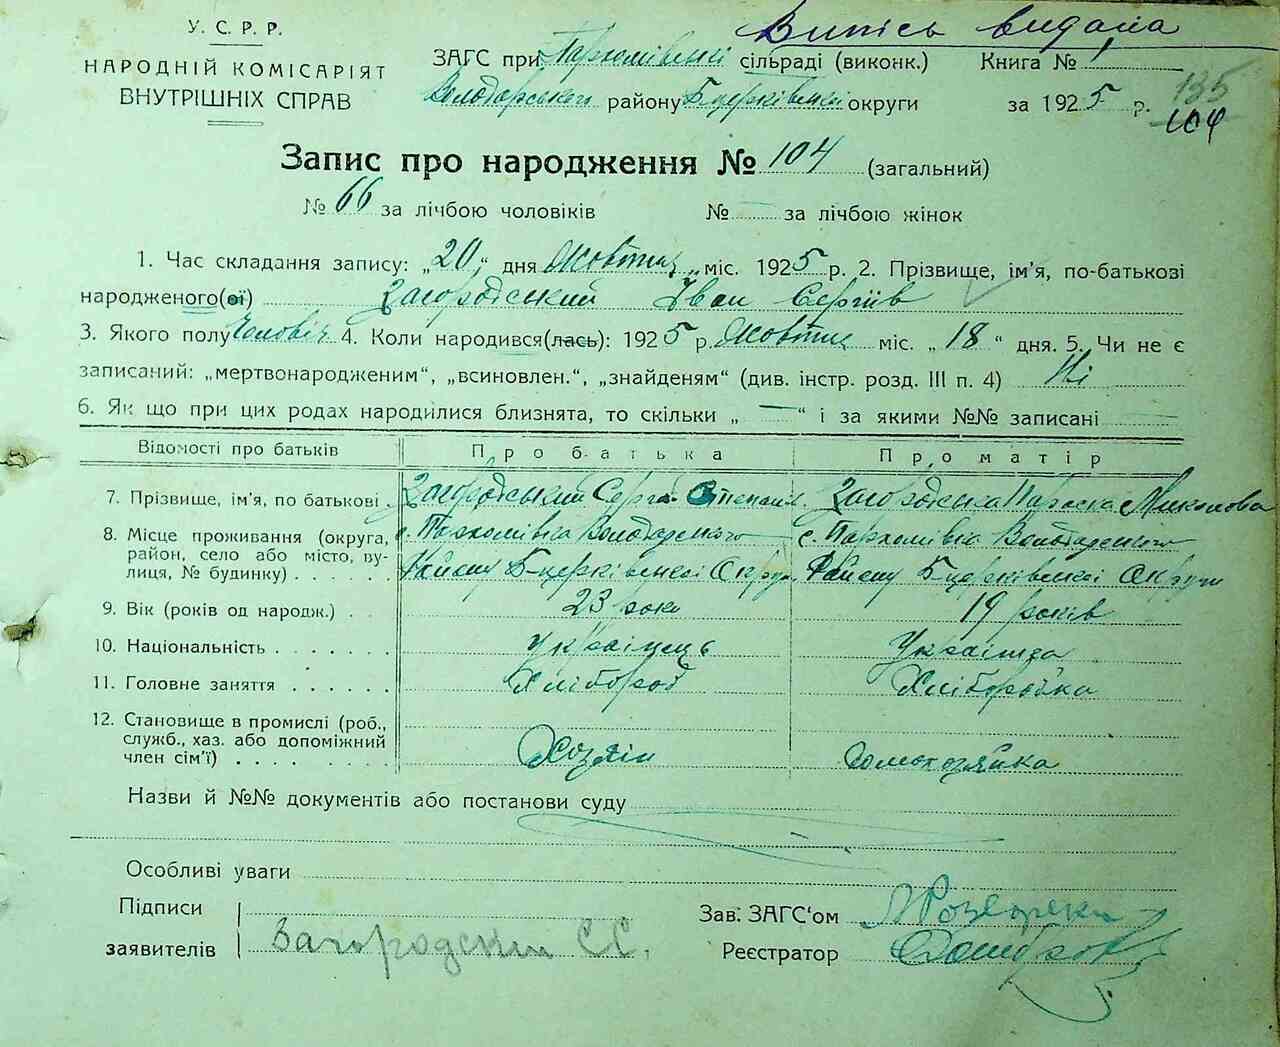 Випись видана
У. С. Р. Р.
НАРОДНІЙ КОМІСАРІЯТ
ВНУТРІШНІХ СПРАВ
ЗАГС при Пархомівські сільраді (виконк.) Книга № 1
Володарського району Б-церківської округи за 1925 р.
135
104
Запис про народження № 104 (загальний)
№ 66 за лічбою чоловіків № — за лічбою жінок
1. Час складання запису: „20„ дня Жовтня „міс. 1925 р. 2. Прізвище, ім'я, по-батькові
народженого(ої) Загородський Іван Сергіїв
3. Якого полу Чоловіч 4. Коли народився(лась): 1925 р. Жовтня міс. „ 18 “ дня. 5. Чи не є
записаний: „мертвонародженим“, „всиновлен.“, „знайденям“ (див. інстр. розд. III п. 4) Ні
6. Як що при цих родах народилися близнята, то скільки „ — “ і за якими №№ записані —
Відомості про батьків Про батька Про матір
7. Прізвище, ім'я, по батькові . Загородський Сергій Степан. Загородська Параска Миколова
8. Місце проживання (округа, с. Пархомівка Володарського с. Пархомівка Володарського
район, село або місто, ву-
лиця, № будинку) . . . . . Району Б-церківської Округи Району Б-церківської Округи
9. Вік (років од народж.) 23 роки 19 років
10. Національність . . . . . . . Українець Українка
11. Головне заняття . . . . . . Хлібороб Хліборобка
12. Становище в промислі (роб.,
служб., хаз. або допоміжний Хозяїн домохозяйка
член сім'ї) . . . . . . . .
Назви й №№ документів або постанови суду
Особливі уваги
Підписи Зав. ЗАГС'ом
заявителів Загородский С С. Реєстратор